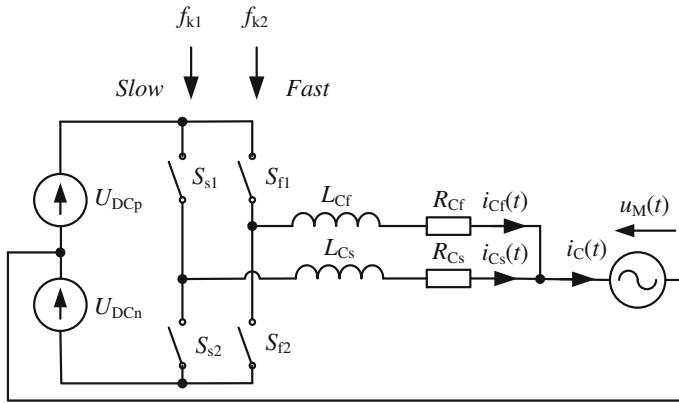 f_k1 f_k2
Slow Fast
S_s1 S_f1
U_DCp
L_Cf R_Cf i_Cf(t)
u_M(t)
L_Cs R_Cs i_Cs(t) i_C(t)
U_DCn
S_s2 S_f2